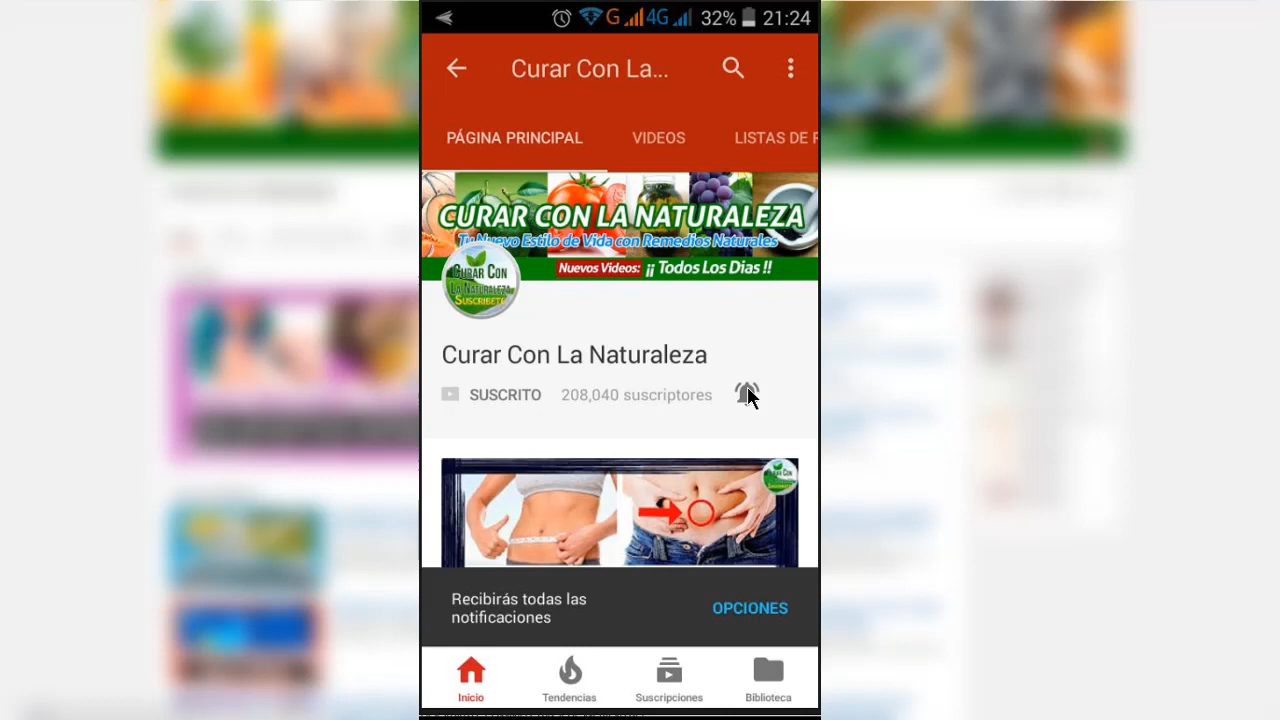 G 4G 32% 21:24
Curar Con La...
PÁGINA PRINCIPAL VIDEOS LISTAS DE
CURAR CON LA NATURALEZA
Tu Nuevo Estilo de Vida con Remedios Naturales
Nuevos Videos: ¡¡ Todos Los Dias !!
CURAR CON
LA NATURALEZA
SUSCRIBETE
Curar Con La Naturaleza
SUSCRITO 208,040 suscriptores
Recibirás todas las
notificaciones
OPCIONES
Inicio Tendencias Suscripciones Biblioteca